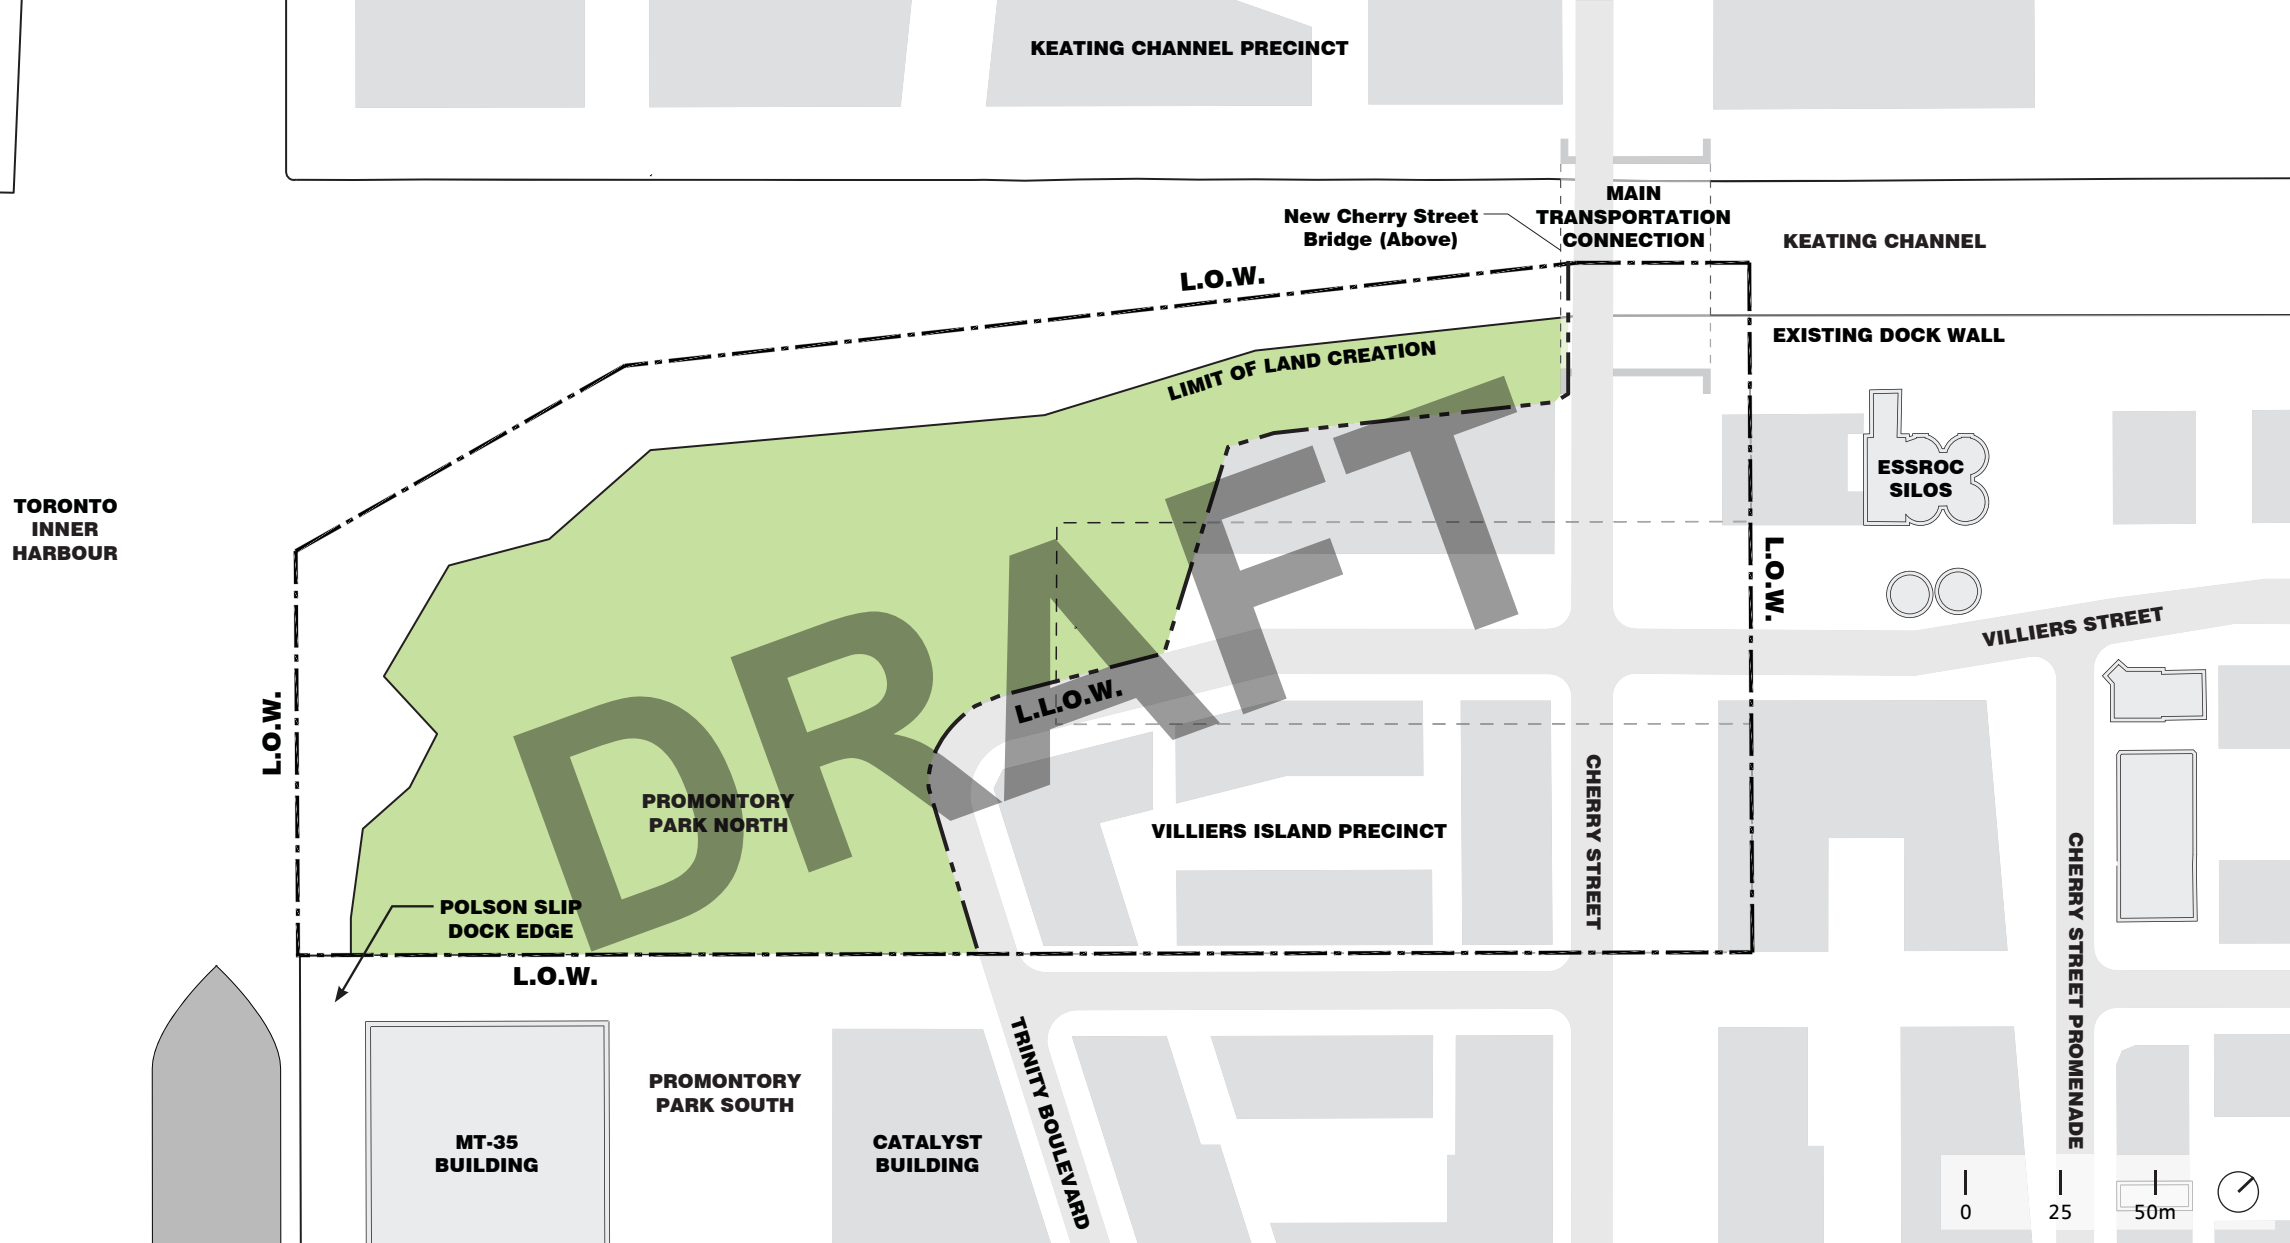 KEATING CHANNEL PRECINCT
MAIN
TRANSPORTATION
CONNECTION
New Cherry Street
Bridge (Above)
KEATING CHANNEL
L.O.W.
EXISTING DOCK WALL
LIMIT OF LAND CREATION
ESSROC
SILOS
TORONTO
INNER
HARBOUR
L.O.W.
VILLIERS STREET
DRAFT
L.L.O.W.
L.O.W.
PROMONTORY
PARK NORTH
VILLIERS ISLAND PRECINCT
CHERRY STREET
CHERRY STREET PROMENADE
POLSON SLIP
DOCK EDGE
L.O.W.
TRINITY BOULEVARD
PROMONTORY
PARK SOUTH
MT-35
BUILDING
CATALYST
BUILDING
0 25 50m